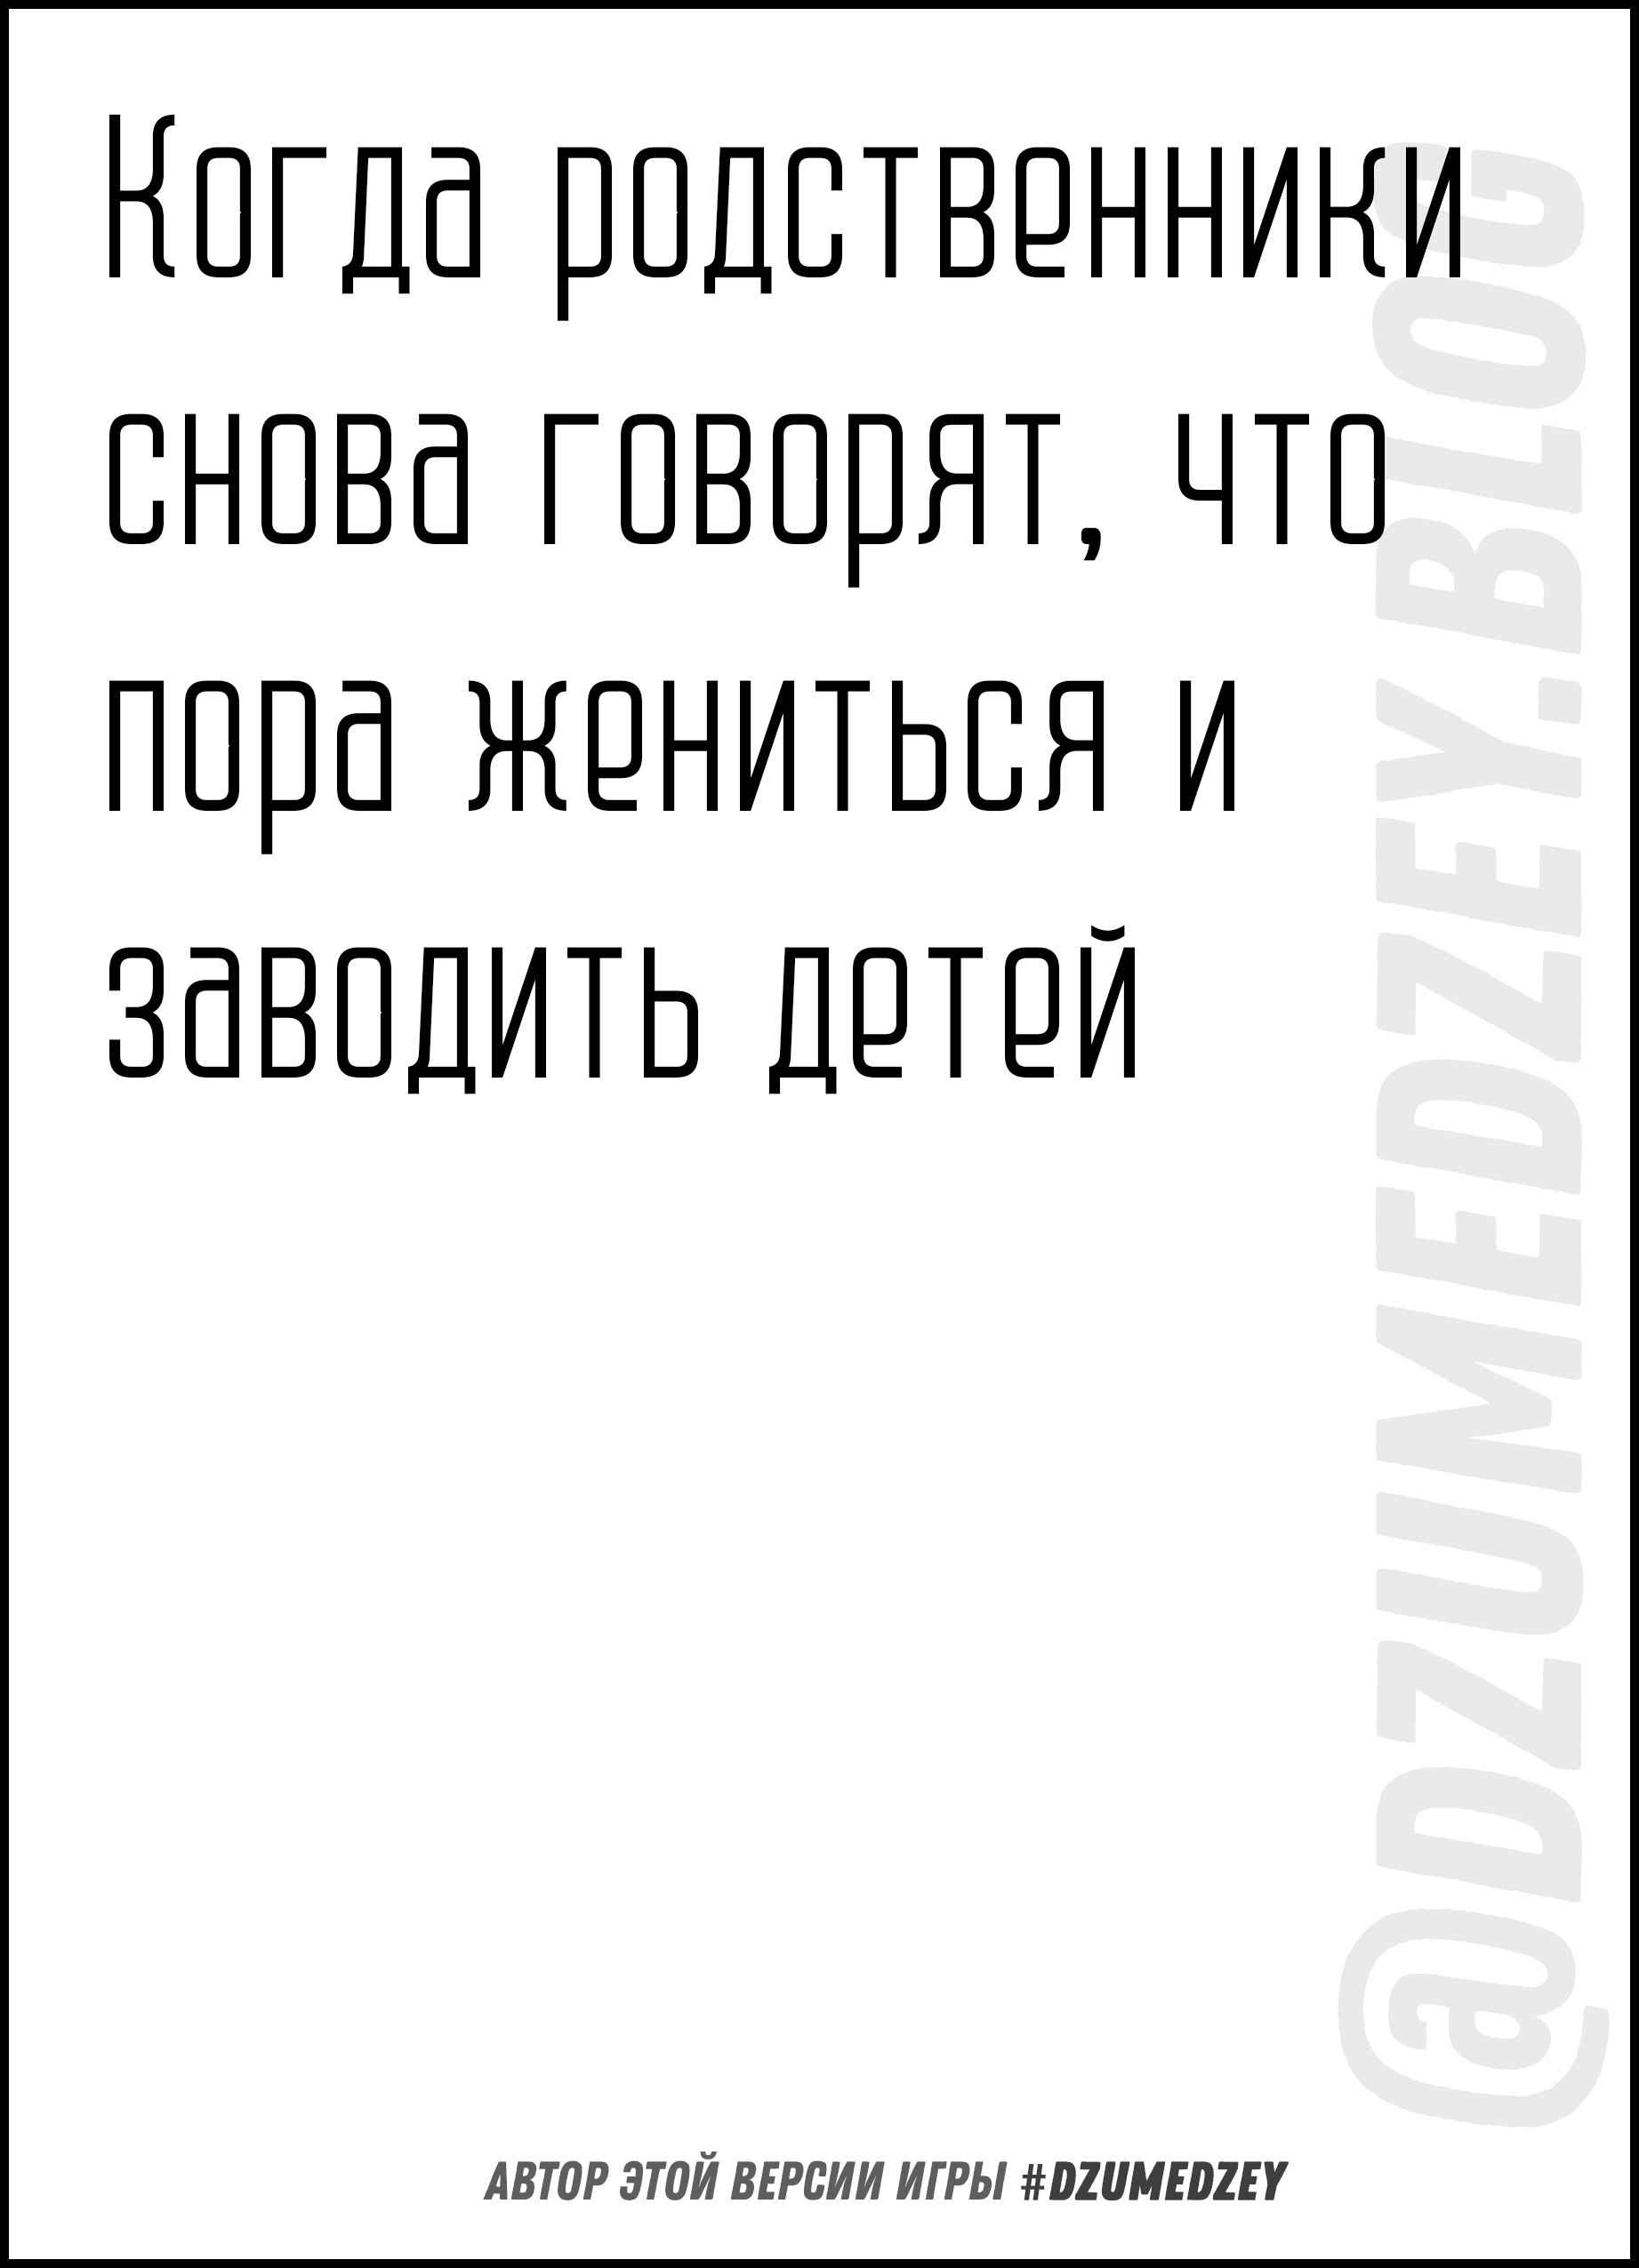 Когда родственники
снова говорят, что
пора жениться и
заводить детей
@DZUMEDZEY.BLOG
АВТОР ЭТОЙ ВЕРСИИ ИГРЫ #DZUMEDZEY